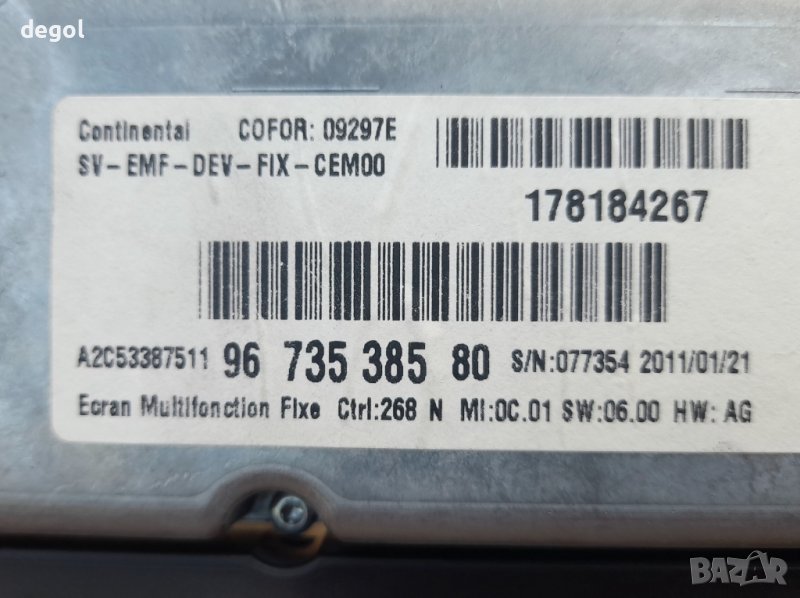 degol
Continental COFOR: 09297E
SV-EMF-DEV-FIX-CEM00
178184267
A2C53387511 96 735 385 80 S/N:077354 2011/01/21
Ecran Multifonction Fixe Ctrl:268 N MI:0C.01 SW:06.00 HW: AG
BAZAR